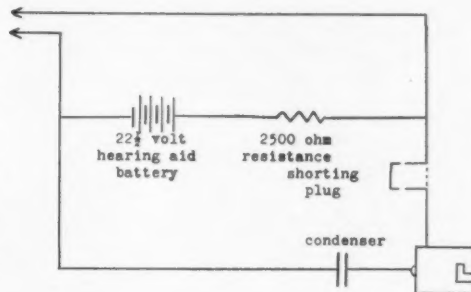 22½ volt
hearing aid
battery
2500 ohm
resistance
shorting
plug
condenser